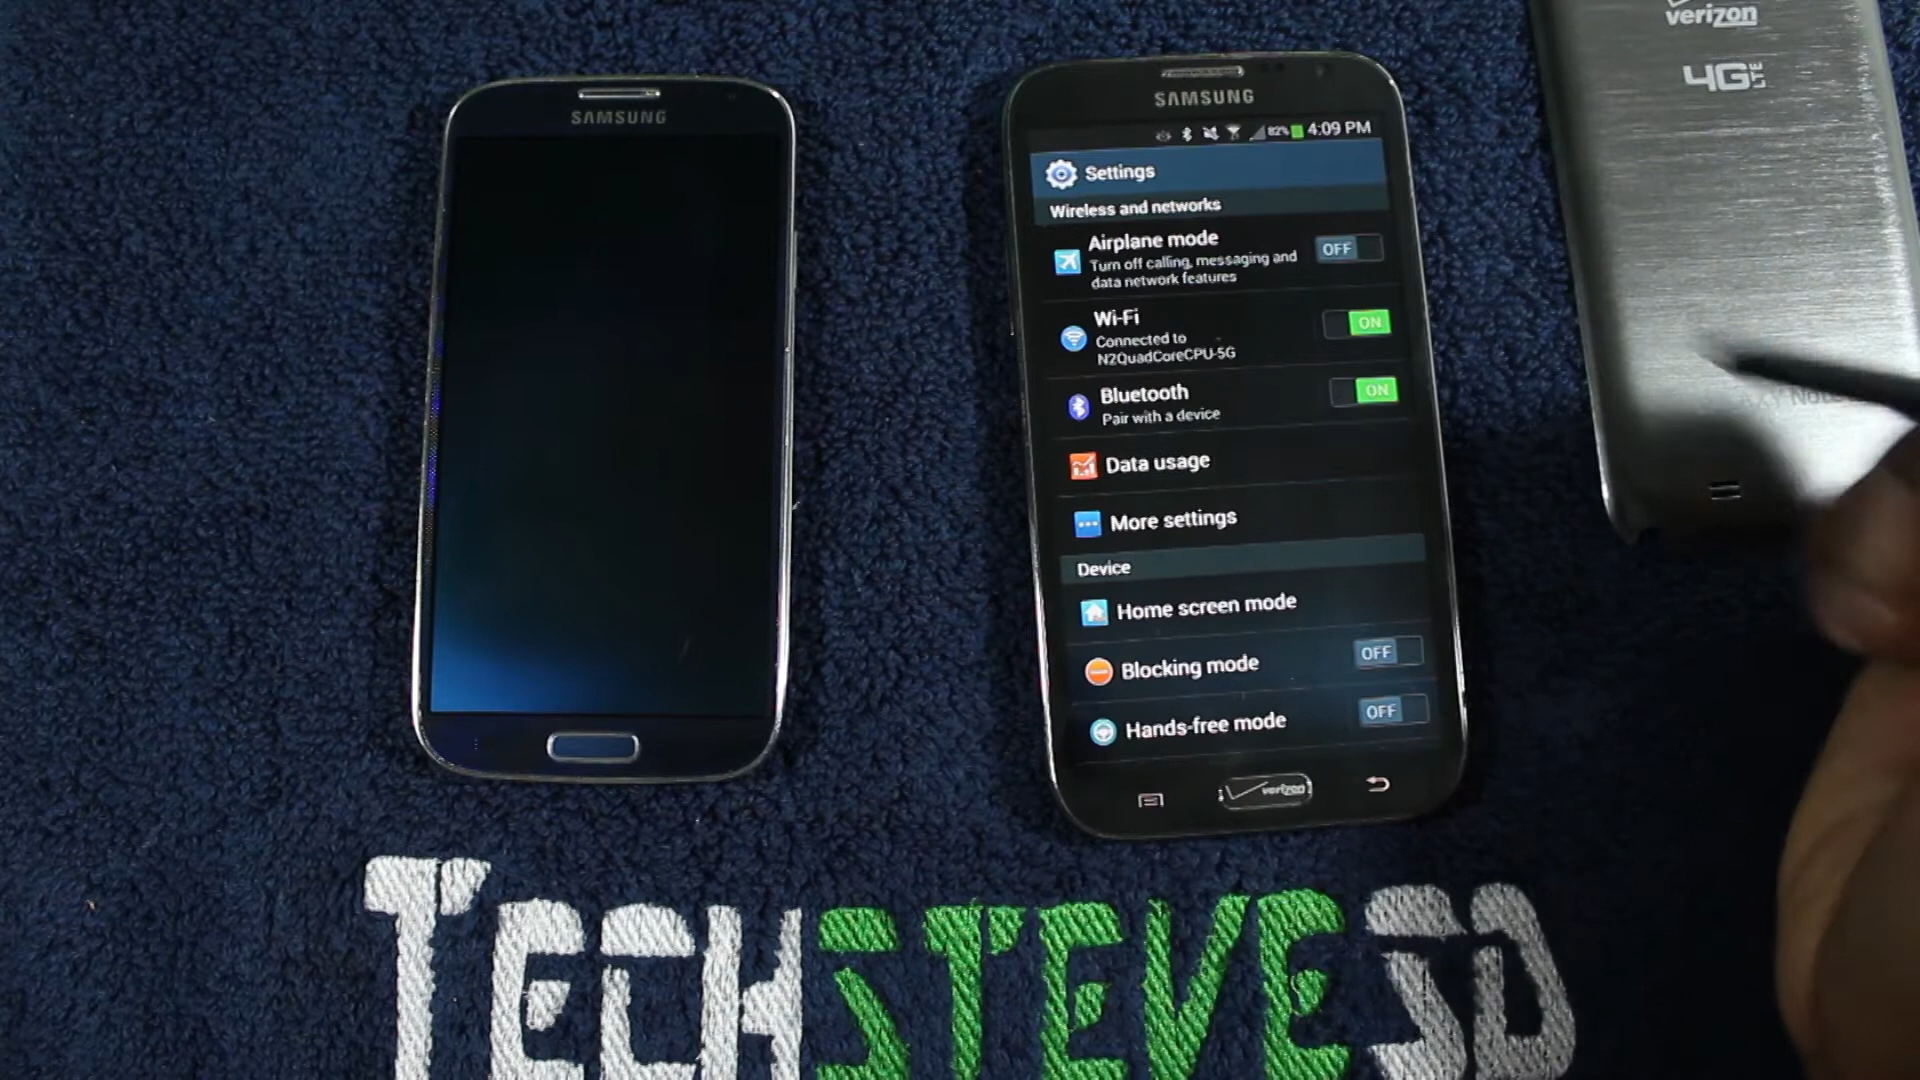 SAMSUNG
SAMSUNG
82% 4:09 PM
Settings
Wireless and networks
Airplane mode
OFF
Turn off calling, messaging and
data network features
Wi-Fi
ON
Connected to
N2QuadCoreCPU-5G
Bluetooth
ON
Pair with a device
Data usage
More settings
Device
Home screen mode
Blocking mode
OFF
Hands-free mode
OFF
verizon
verizon
4G LTE
TECHSTEVESD